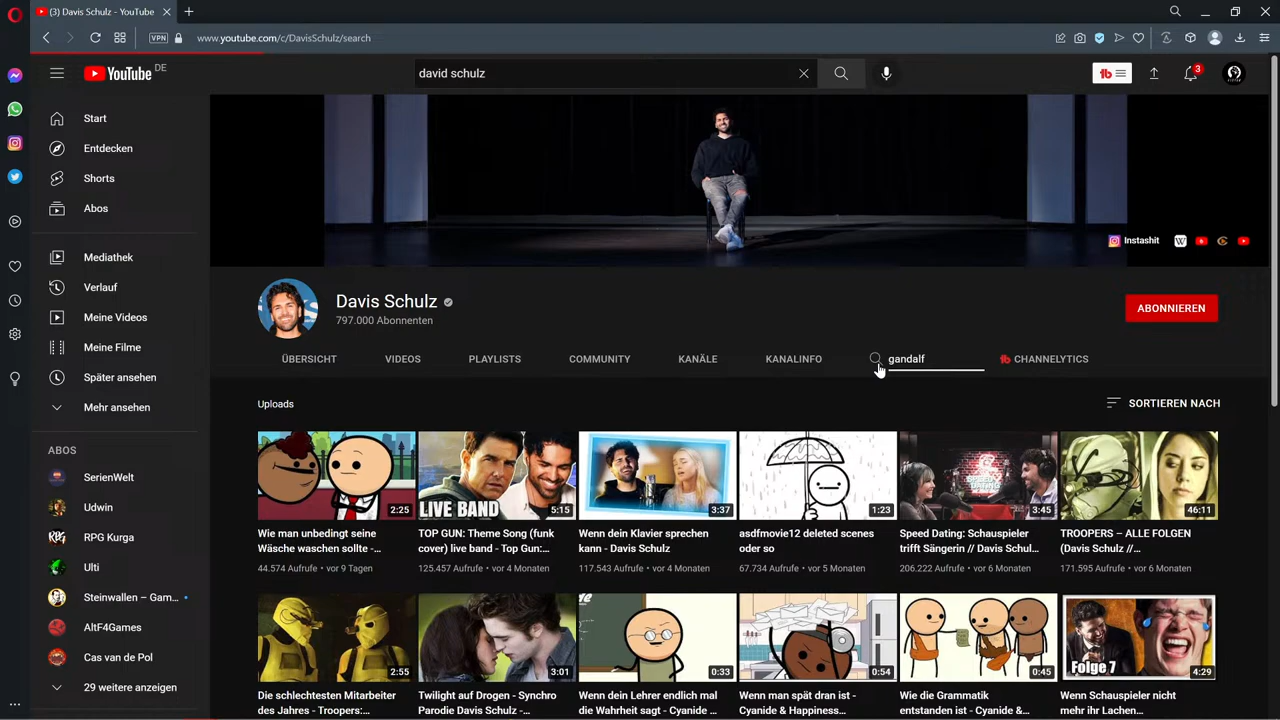 (3) Davis Schulz - YouTube
VPN
www.youtube.com/c/DavisSchulz/search
YouTube
DE
david schulz
3
Start
Entdecken
Shorts
Abos
Mediathek
Verlauf
Meine Videos
Meine Filme
Später ansehen
Mehr ansehen
ABOS
SerienWelt
Udwin
RPG Kurga
Ulti
Steinwallen – Gam...
AltF4Games
Cas van de Pol
29 weitere anzeigen
Instashit
Davis Schulz
797.000 Abonnenten
ABONNIEREN
ÜBERSICHT
VIDEOS
PLAYLISTS
COMMUNITY
KANÄLE
KANALINFO
gandalf
CHANNELYTICS
Uploads
SORTIEREN NACH
2:25
Wie man unbedingt seine
Wäsche waschen sollte -...
44.574 Aufrufe • vor 9 Tagen
LIVE BAND
5:15
TOP GUN: Theme Song (funk
cover) live band - Top Gun:...
125.457 Aufrufe • vor 4 Monaten
3:37
Wenn dein Klavier sprechen
kann - Davis Schulz
117.543 Aufrufe • vor 4 Monaten
1:23
asdfmovie12 deleted scenes
oder so
67.734 Aufrufe • vor 5 Monaten
3:45
Speed Dating: Schauspieler
trifft Sängerin // Davis Schul...
206.222 Aufrufe • vor 6 Monaten
46:11
TROOPERS – ALLE FOLGEN
(Davis Schulz //...
171.595 Aufrufe • vor 6 Monaten
2:55
Die schlechtesten Mitarbeiter
des Jahres - Troopers:...
3:01
Twilight auf Drogen - Synchro
Parodie Davis Schulz -...
0:33
Wenn dein Lehrer endlich mal
die Wahrheit sagt - Cyanide ...
0:54
Wenn man spät dran ist -
Cyanide & Happiness...
0:45
Wie die Grammatik
entstanden ist - Cyanide &...
Folge 7
4:29
Wenn Schauspieler nicht
mehr ihr Lachen...